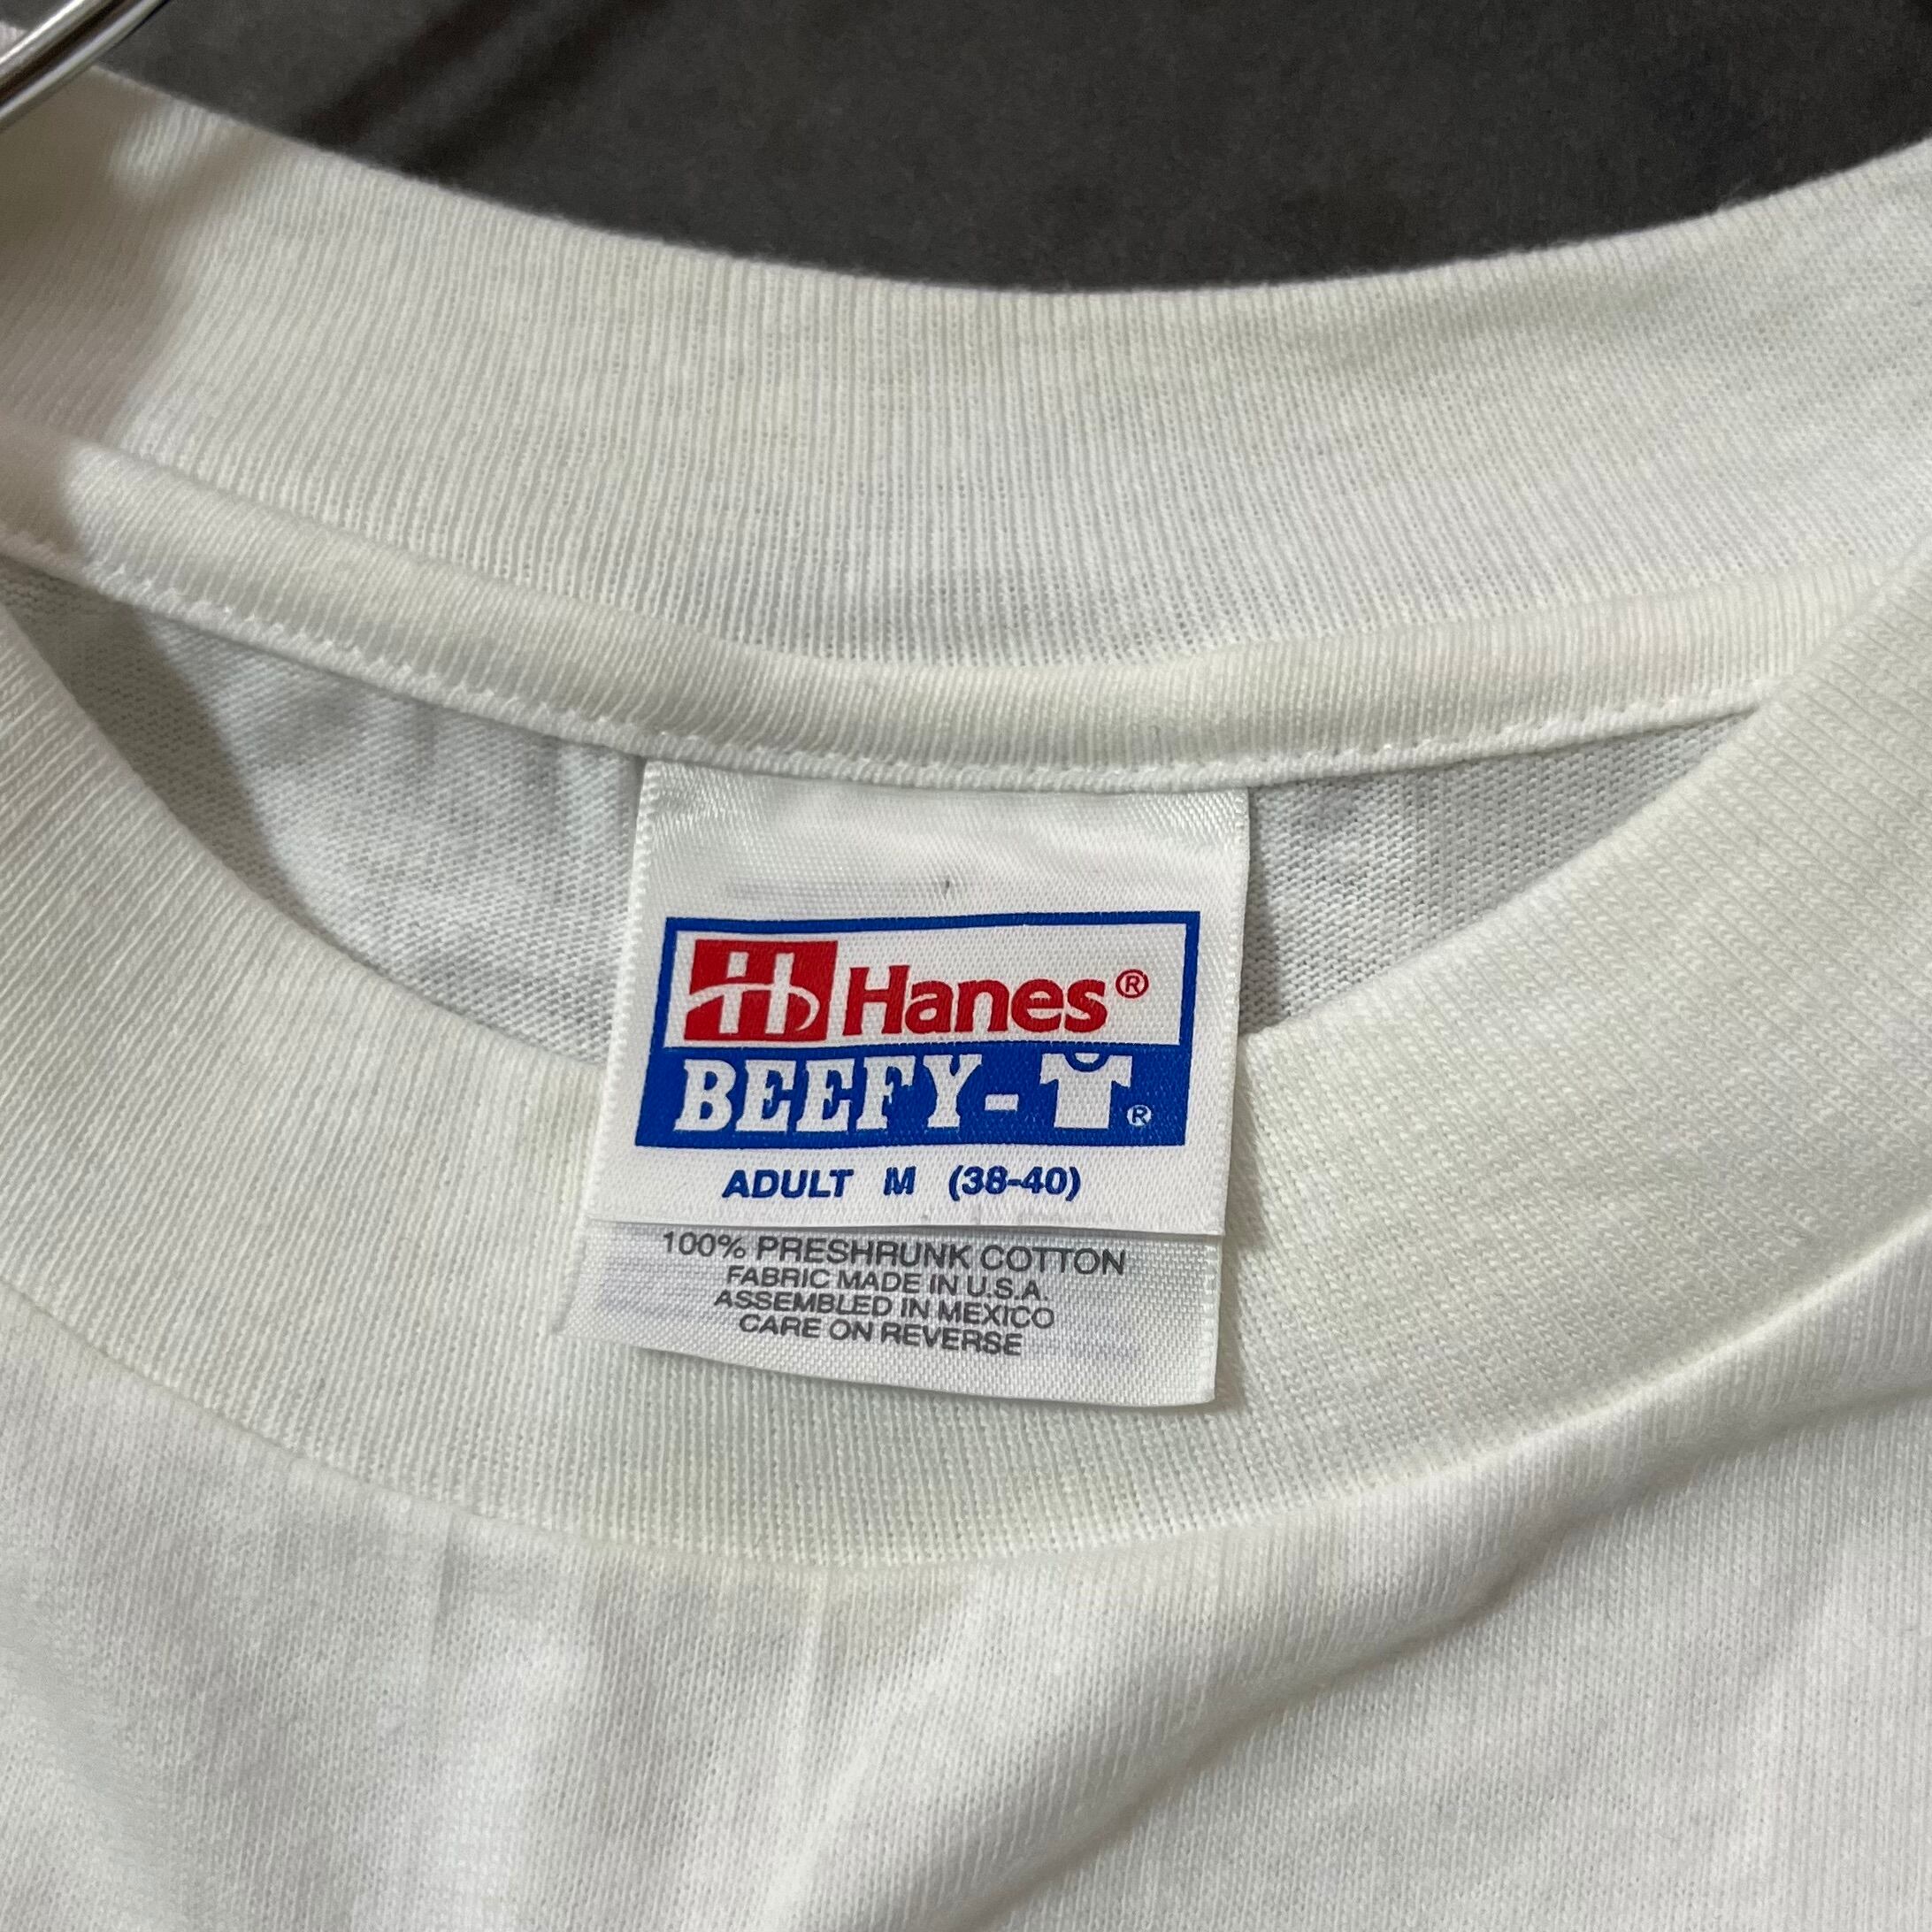 Hanes®
BEEFY-T®
ADULT M (38-40)
100% PRESHRUNK COTTON
FABRIC MADE IN U.S.A.
ASSEMBLED IN MEXICO
CARE ON REVERSE